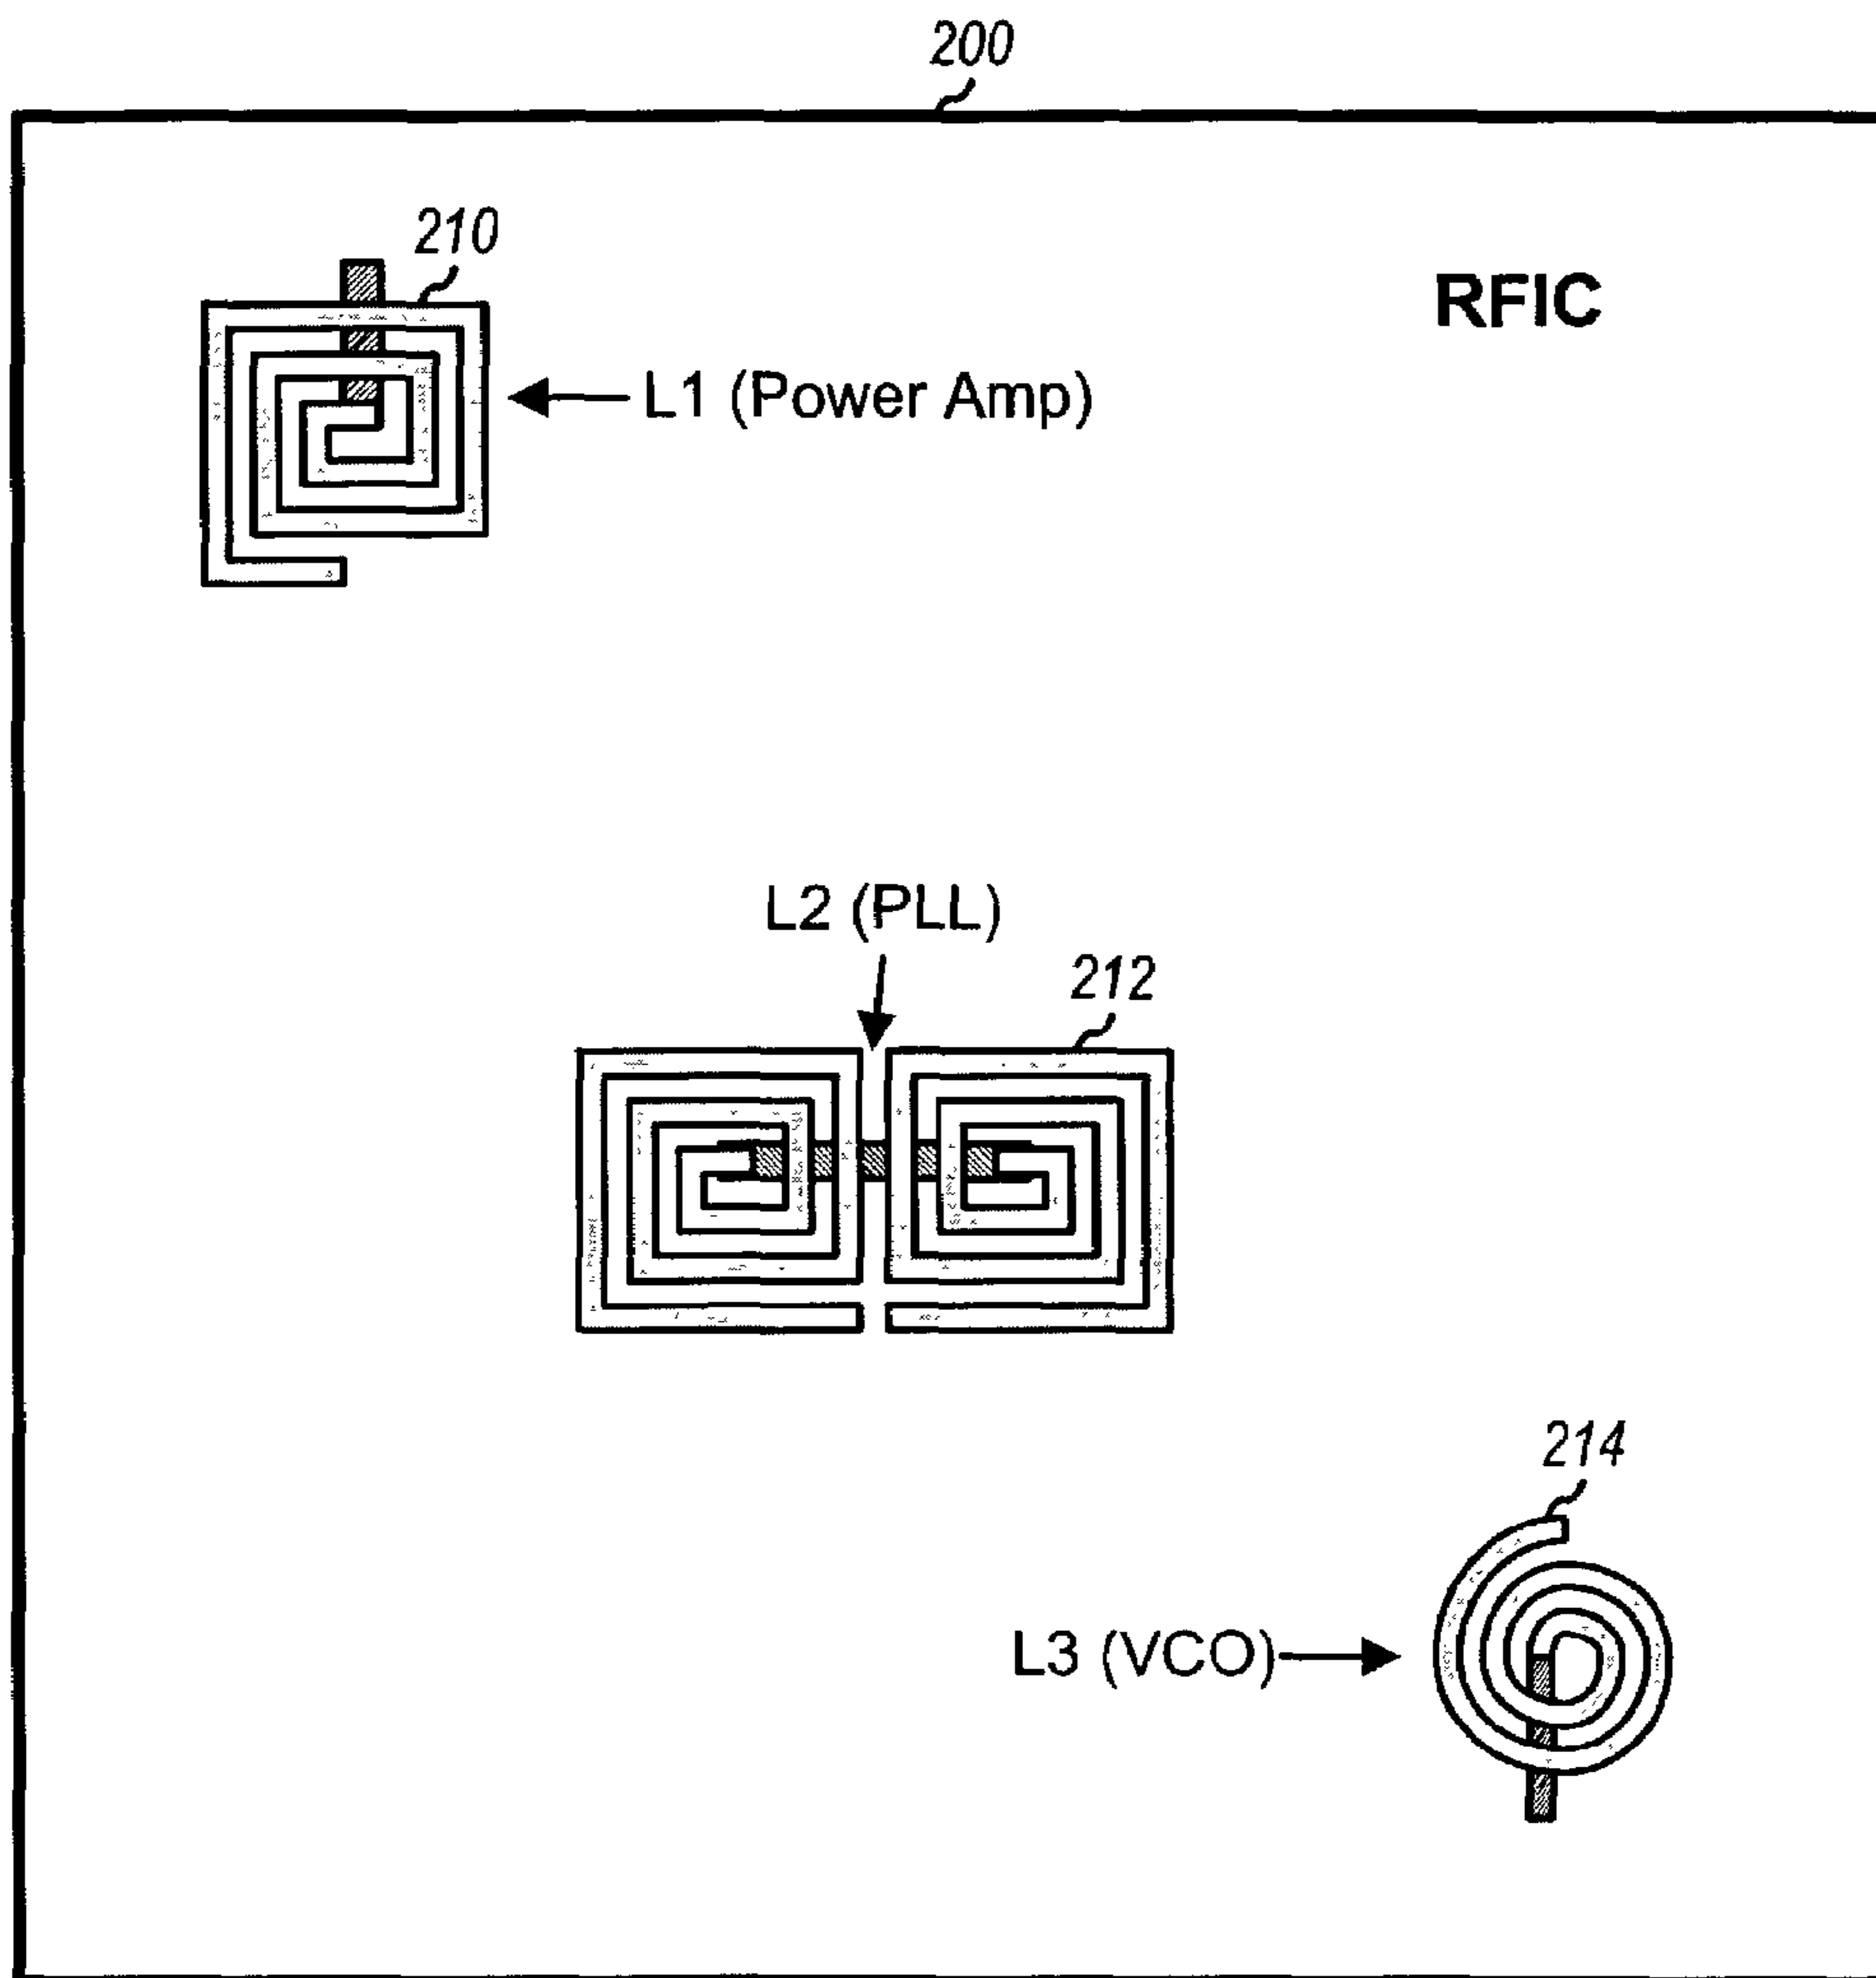 200
210
RFIC
L1 (Power Amp)
L2 (PLL)
212
214
L3 (VCO)